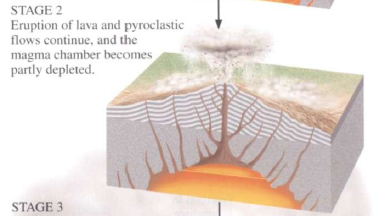 STAGE 2
Eruption of lava and pyroclastic
flows continue, and the
magma chamber becomes
partly depleted.
STAGE 3